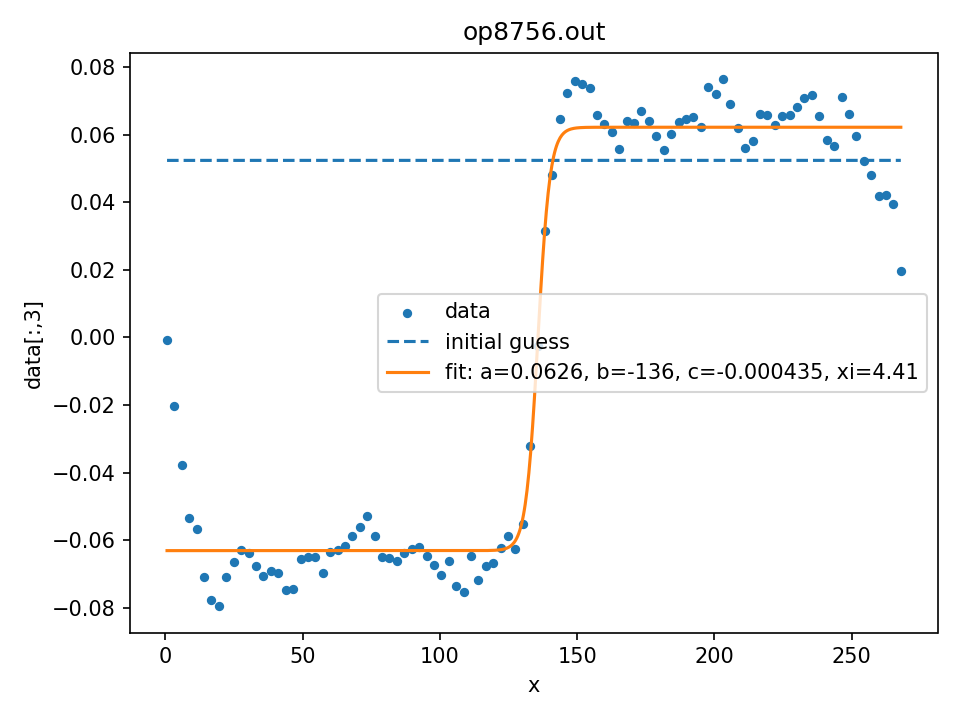 op8756.out
0.08
0.06
0.04
0.02
0.00
−0.02
−0.04
−0.06
−0.08
data[:,3]
data
initial guess
fit: a=0.0626, b=-136, c=-0.000435, xi=4.41
0 50 100 150 200 250
x